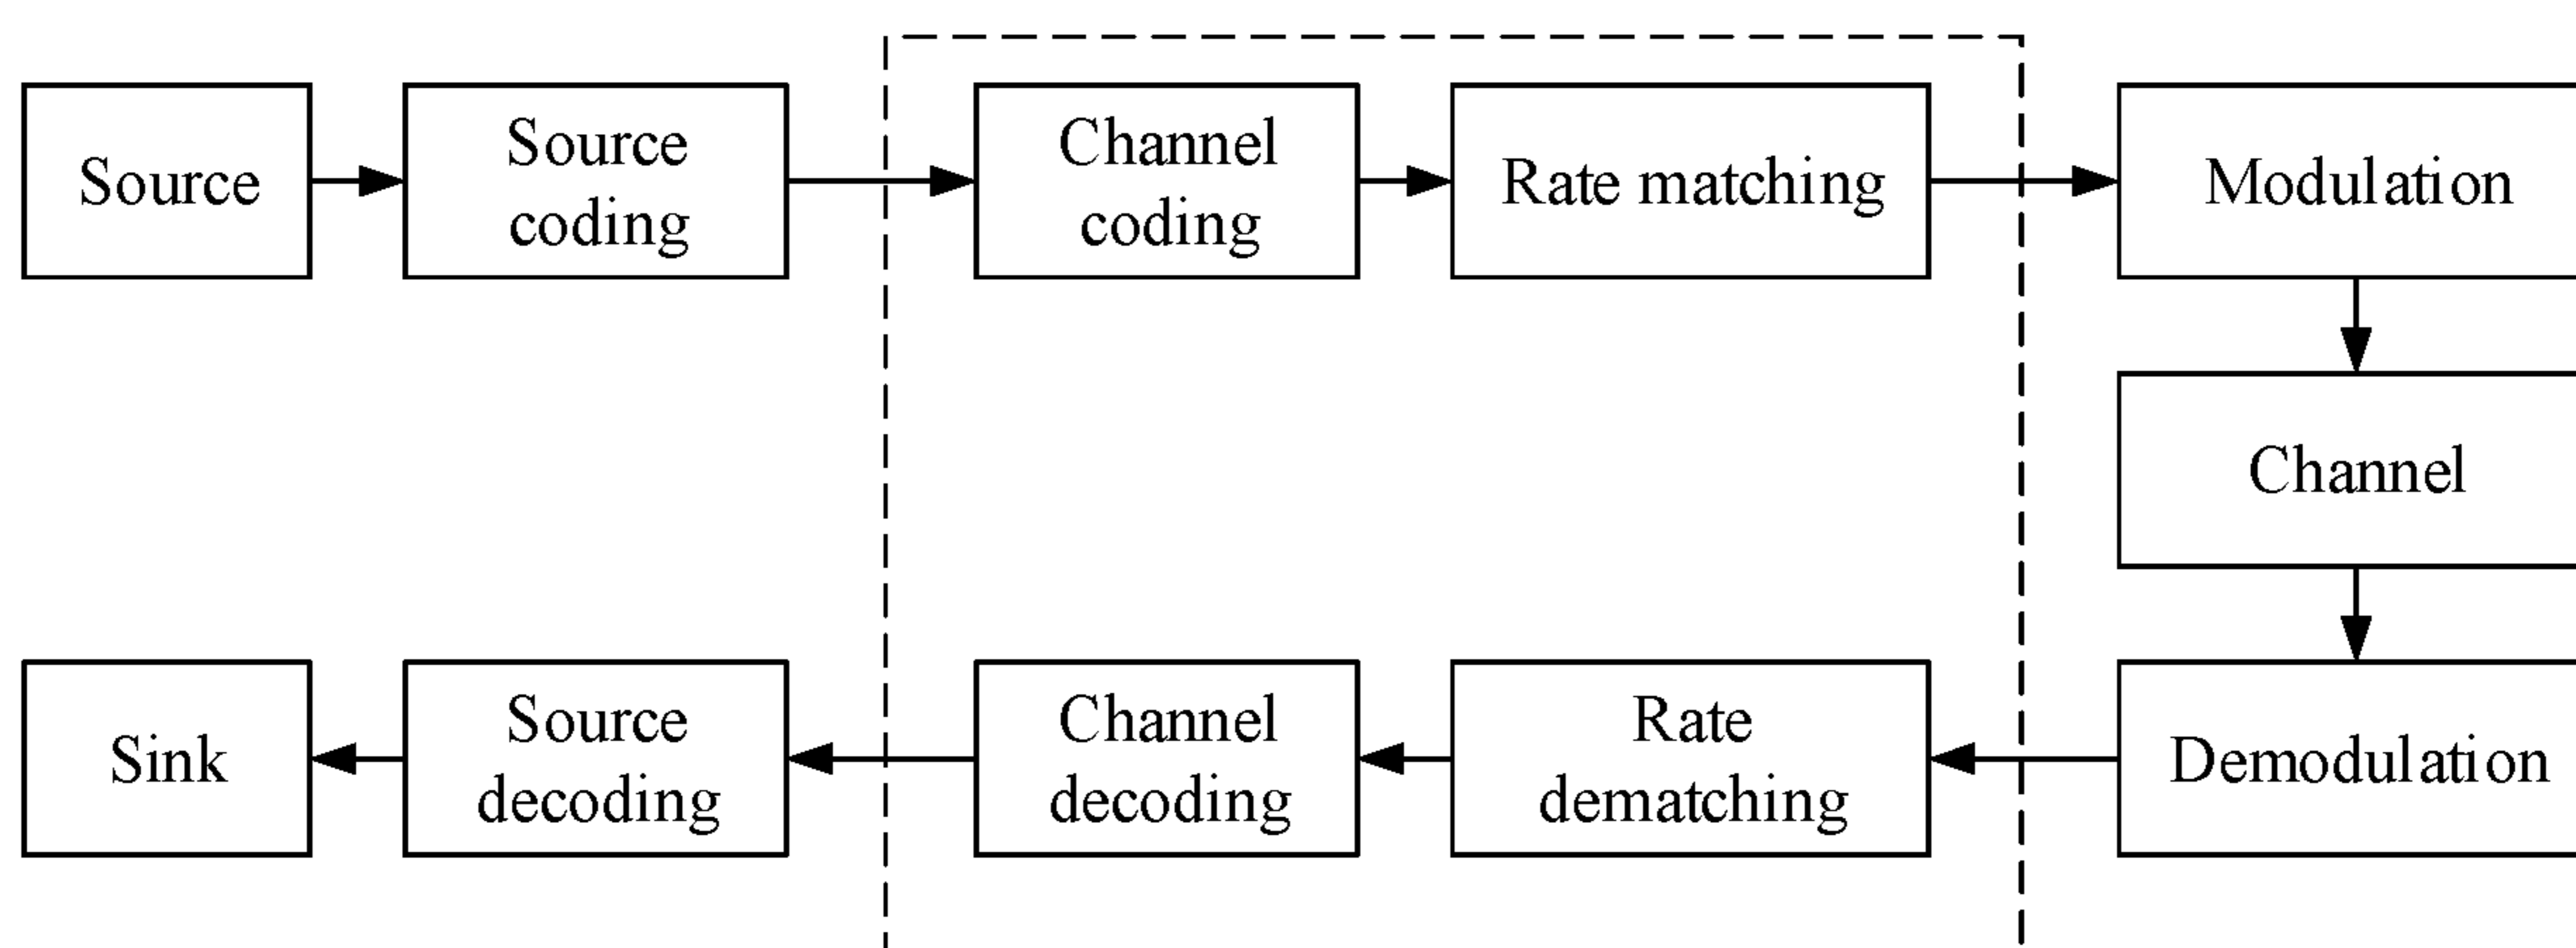 Source
Source
coding
Channel
coding
Rate matching
Modulation
Channel
Sink
Source
decoding
Channel
decoding
Rate
dematching
Demodulation